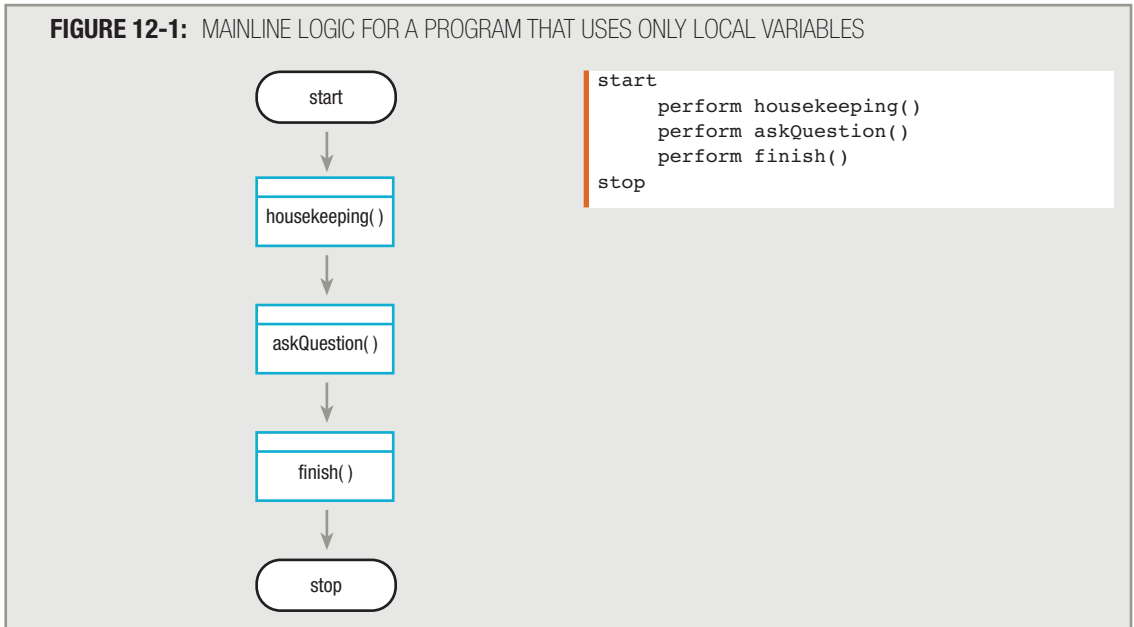 FIGURE 12-1: MAINLINE LOGIC FOR A PROGRAM THAT USES ONLY LOCAL VARIABLES
start
housekeeping( )
askQuestion( )
finish( )
stop
start
perform housekeeping()
perform askQuestion()
perform finish()
stop